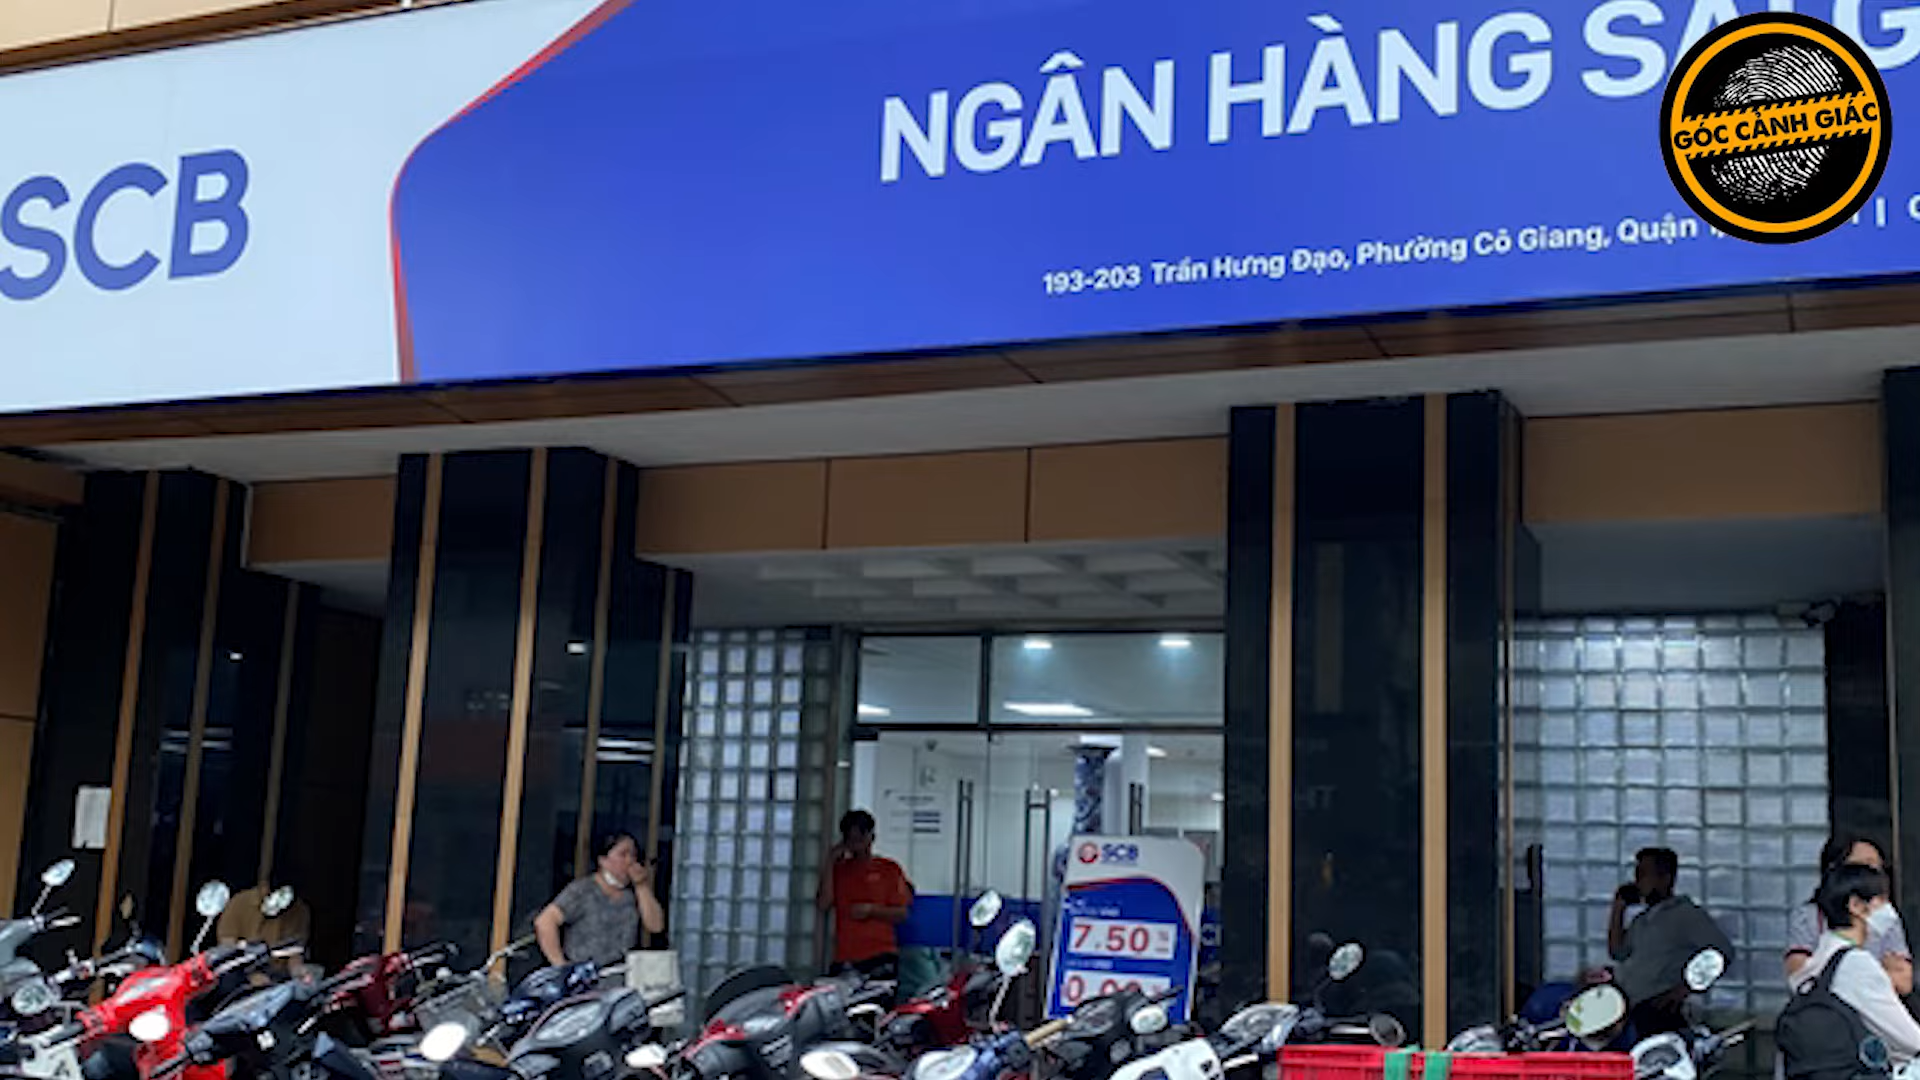 NGÂN HÀNG SÀI G
GÓC CẢNH GIÁC
SCB
193-203 Trần Hưng Đạo, Phường Cô Giang, Quận
SCB
7.50 %